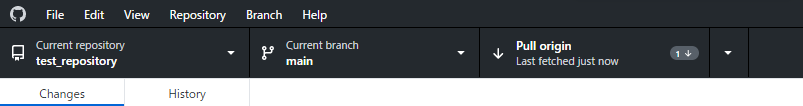 File Edit View Repository Branch Help
Current repository
test_repository
Current branch
main
Pull origin
Last fetched just now
1
Changes History